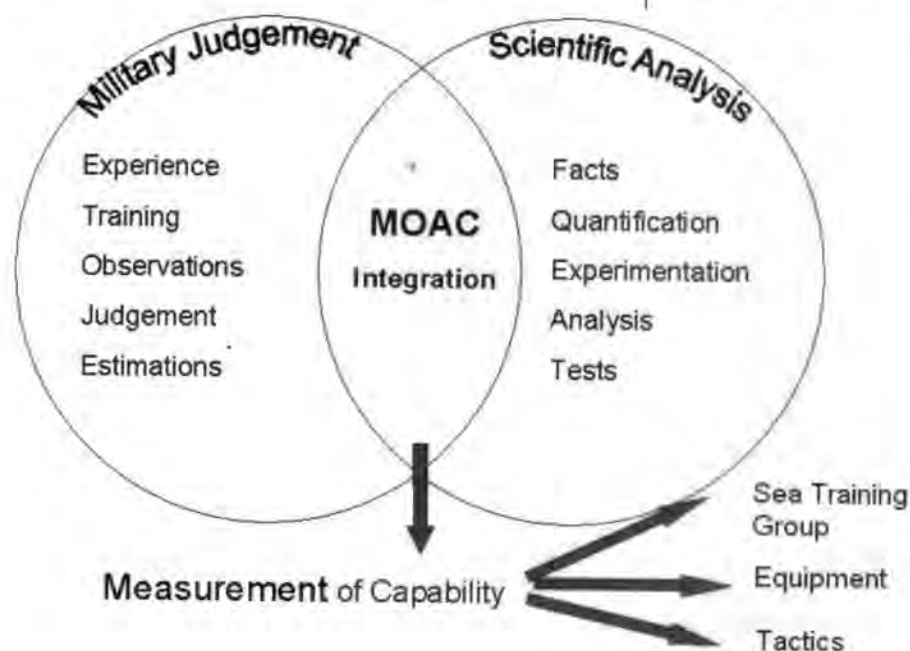 Military Judgement
Experience
Training
Observations
Judgement
Estimations
MOAC
Integration
Scientific Analysis
Facts
Quantification
Experimentation
Analysis
Tests
Measurement of Capability
Sea Training
Group
Equipment
Tactics